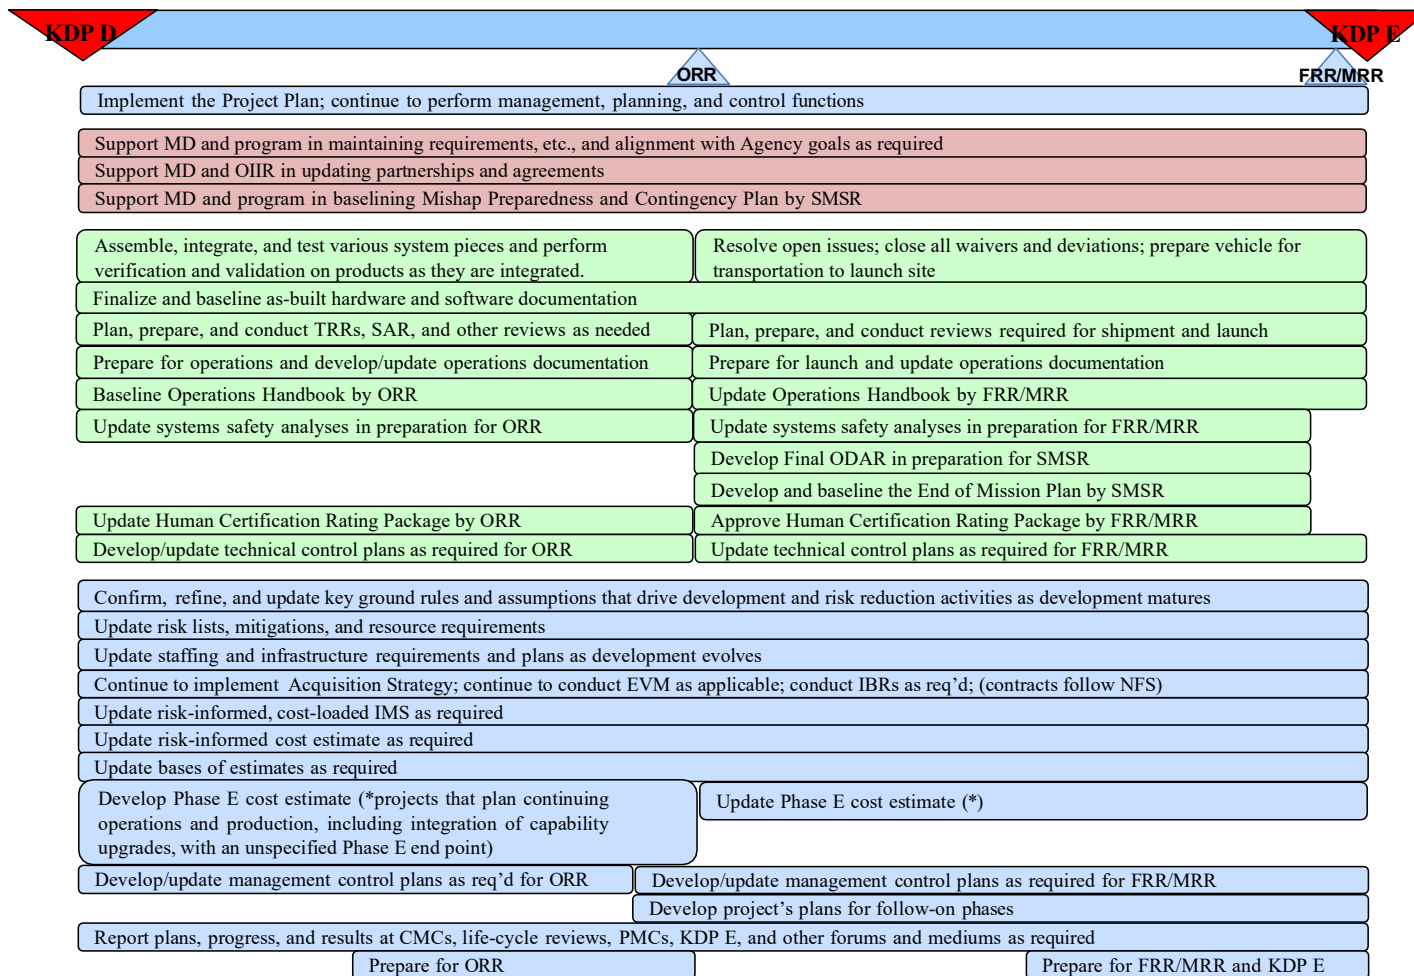 KDP D
KDP E
ORR
FRR/MRR
Implement the Project Plan; continue to perform management, planning, and control functions
Support MD and program in maintaining requirements, etc., and alignment with Agency goals as required
Support MD and OIIR in updating partnerships and agreements
Support MD and program in baselining Mishap Preparedness and Contingency Plan by SMSR
Assemble, integrate, and test various system pieces and perform
verification and validation on products as they are integrated.
Resolve open issues; close all waivers and deviations; prepare vehicle for
transportation to launch site
Finalize and baseline as-built hardware and software documentation
Plan, prepare, and conduct TRRs, SAR, and other reviews as needed
Plan, prepare, and conduct reviews required for shipment and launch
Prepare for operations and develop/update operations documentation
Prepare for launch and update operations documentation
Baseline Operations Handbook by ORR
Update Operations Handbook by FRR/MRR
Update systems safety analyses in preparation for ORR
Update systems safety analyses in preparation for FRR/MRR
Develop Final ODAR in preparation for SMSR
Develop and baseline the End of Mission Plan by SMSR
Update Human Certification Rating Package by ORR
Approve Human Certification Rating Package by FRR/MRR
Develop/update technical control plans as required for ORR
Update technical control plans as required for FRR/MRR
Confirm, refine, and update key ground rules and assumptions that drive development and risk reduction activities as development matures
Update risk lists, mitigations, and resource requirements
Update staffing and infrastructure requirements and plans as development evolves
Continue to implement Acquisition Strategy; continue to conduct EVM as applicable; conduct IBRs as req’d; (contracts follow NFS)
Update risk-informed, cost-loaded IMS as required
Update risk-informed cost estimate as required
Update bases of estimates as required
Develop Phase E cost estimate (*projects that plan continuing
operations and production, including integration of capability
upgrades, with an unspecified Phase E end point)
Update Phase E cost estimate (*)
Develop/update management control plans as req’d for ORR
Develop/update management control plans as required for FRR/MRR
Develop project’s plans for follow-on phases
Report plans, progress, and results at CMCs, life-cycle reviews, PMCs, KDP E, and other forums and mediums as required
Prepare for ORR
Prepare for FRR/MRR and KDP E